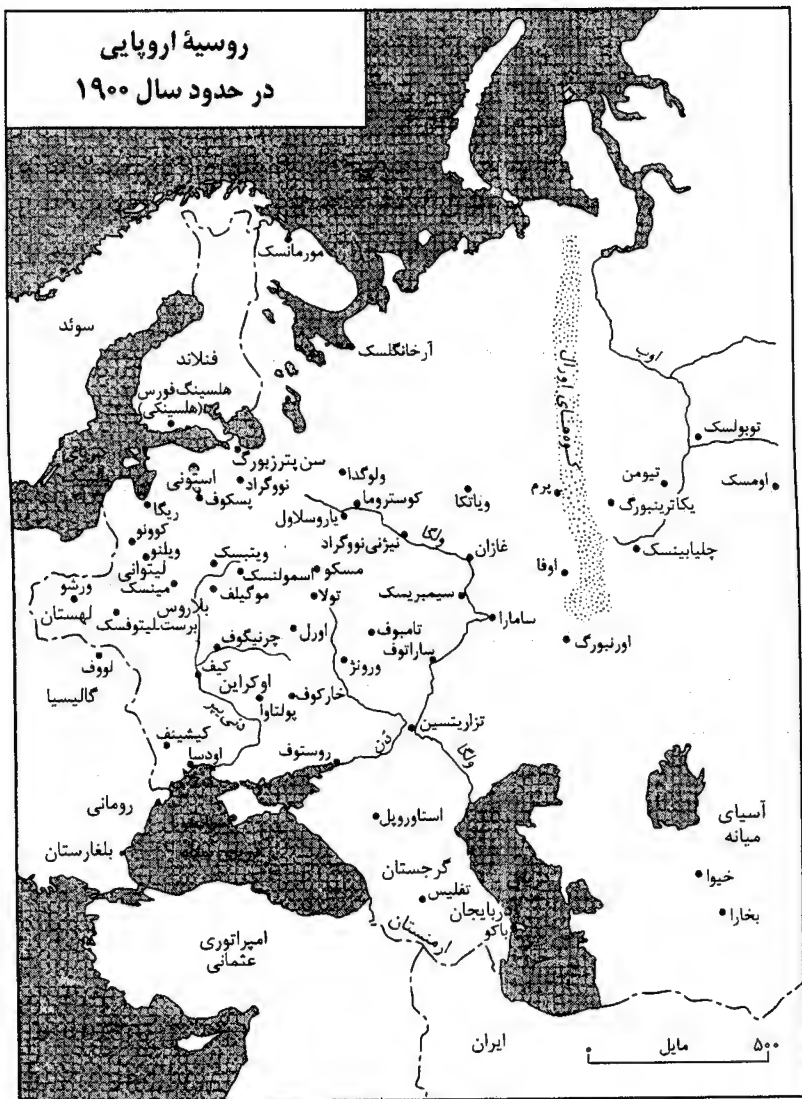 روسیهٔ اروپایی
در حدود سال ۱۹۰۰
مورمانسک
سوئد
فنلاند
آرخانگلسک
هلسینگ‌فورس
(هلسینکی)
اوب
کوه‌های اورال
توبولسک
سن پترزبورگ
استونی
نووگراد
پسکوف
ولوگدا
کوستروما
ویاتکا
پرم
تیومن
اومسک
یکاترینبورگ
ریگا
یاروسلاول
نیژنی‌نووگراد
ولگا
غازان
چلیابینسک
کوونو
ویلنو
لیتوانی
ویتبسک
مسکو
اسمولنسک
اوفا
ورشو
لهستان
مینسک
بلاروس
موگیلف
تولا
سیمبریسک
سامارا
برست‌لیتوفسک
چرنیگوف
اورل
تامبوف
ساراتوف
اورنبورگ
لووف
گالیسیا
کیف
اوکراین
ورونژ
پولتاوا
خارکوف
دنی‌پیر
تزاریتسین
کیشینف
اودسا
روستوف
دُن
ولگا
رومانی
استاوروپل
آسیای
میانه
بلغارستان
گرجستان
تفلیس
خیوا
بخارا
باکو
ارمنستان
امپراتوری
عثمانی
ایران
۰ مایل ۵۰۰